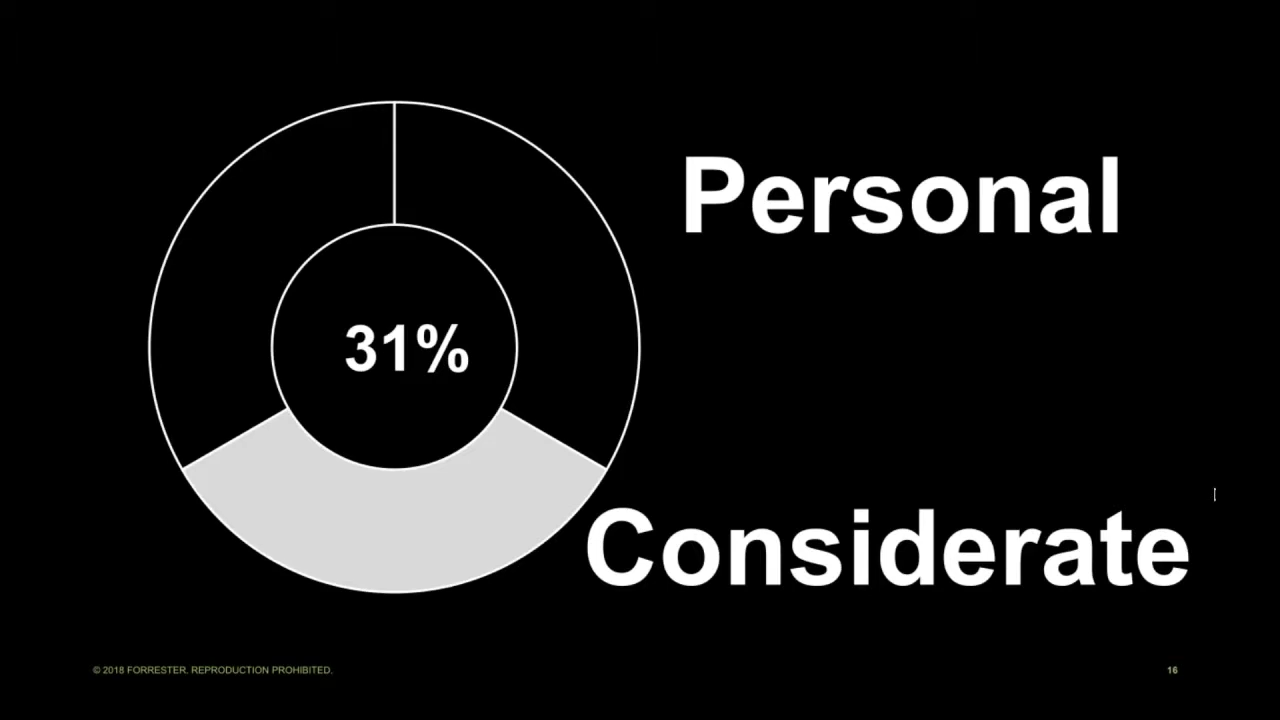 Personal
31%
Considerate
© 2018 FORRESTER. REPRODUCTION PROHIBITED.
16